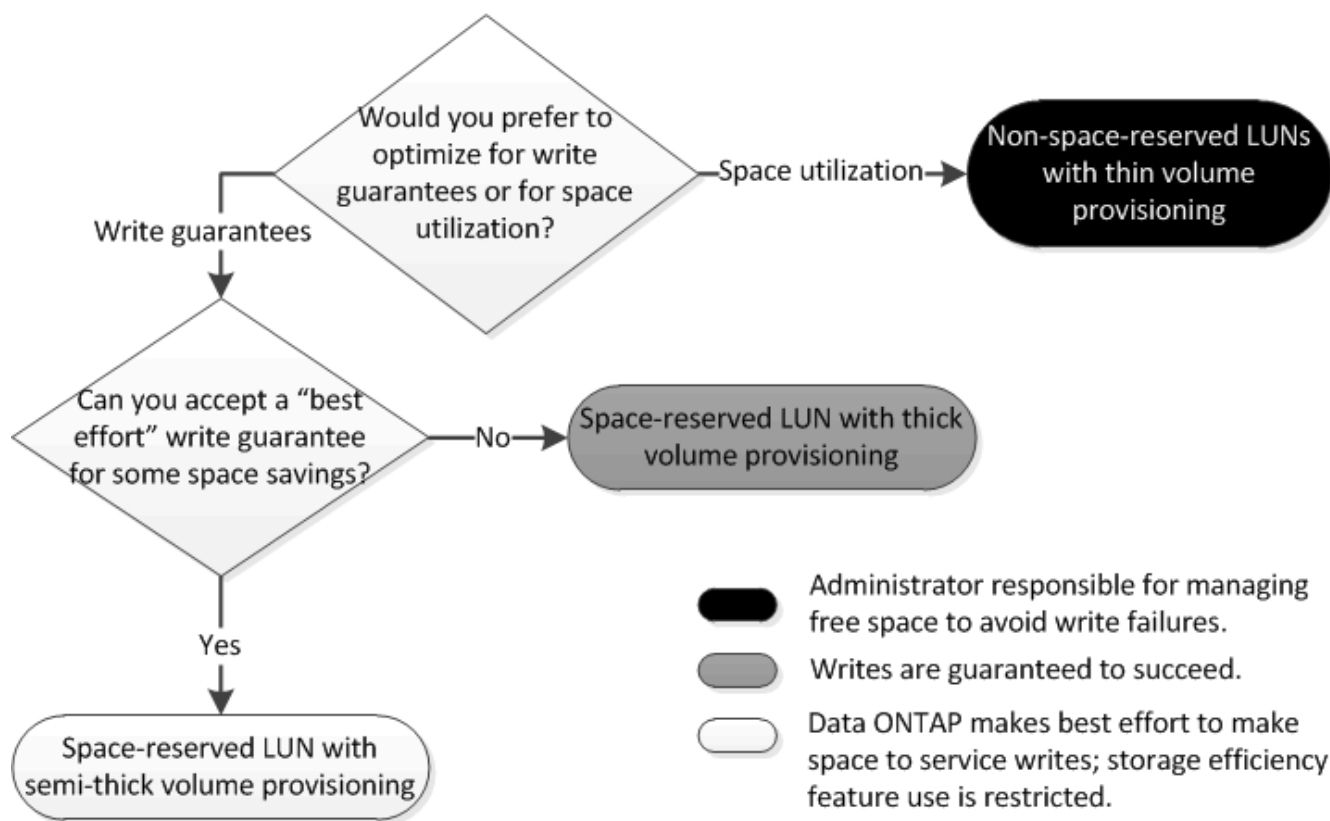 Would you prefer to
optimize for write
guarantees or for space
utilization?
Space utilization
Non-space-reserved LUNs
with thin volume
provisioning
Write guarantees
Can you accept a “best
effort” write guarantee
for some space savings?
No
Space-reserved LUN with thick
volume provisioning
Yes
Space-reserved LUN with
semi-thick volume provisioning
Administrator responsible for managing
free space to avoid write failures.
Writes are guaranteed to succeed.
Data ONTAP makes best effort to make
space to service writes; storage efficiency
feature use is restricted.